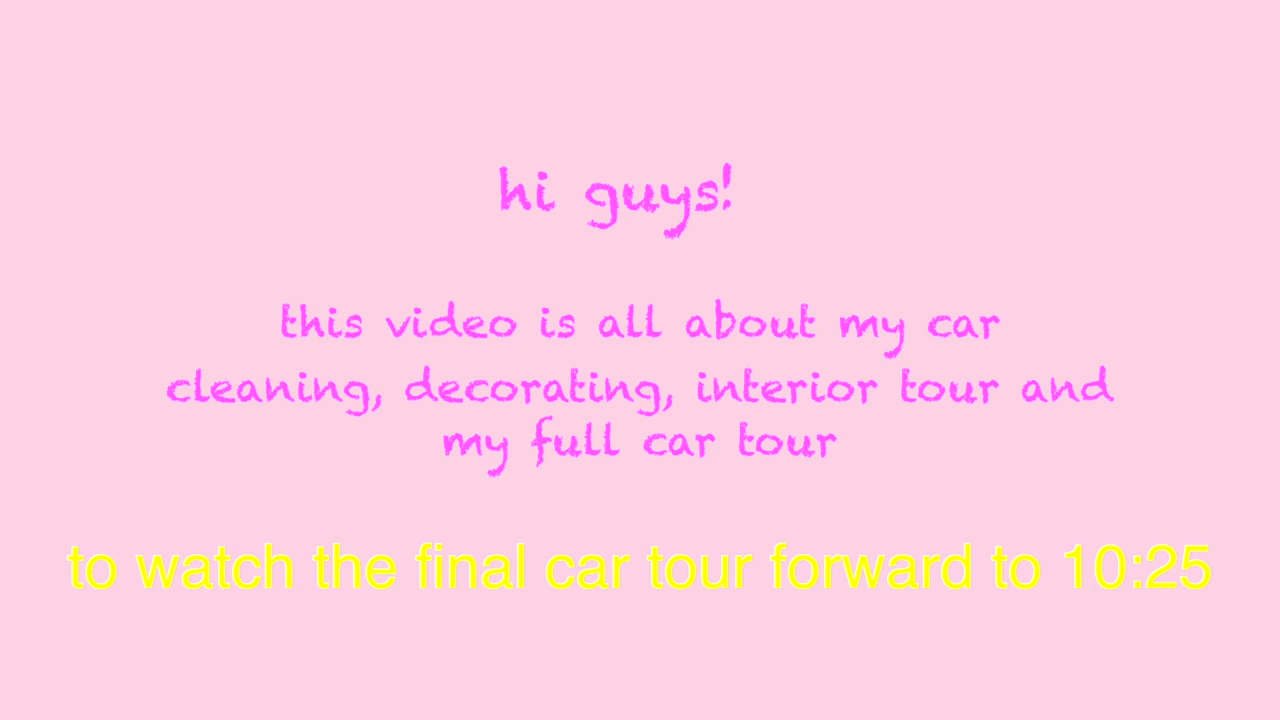 hi guys!
this video is all about my car
cleaning, decorating, interior tour and
my full car tour
to watch the final car tour forward to 10:25